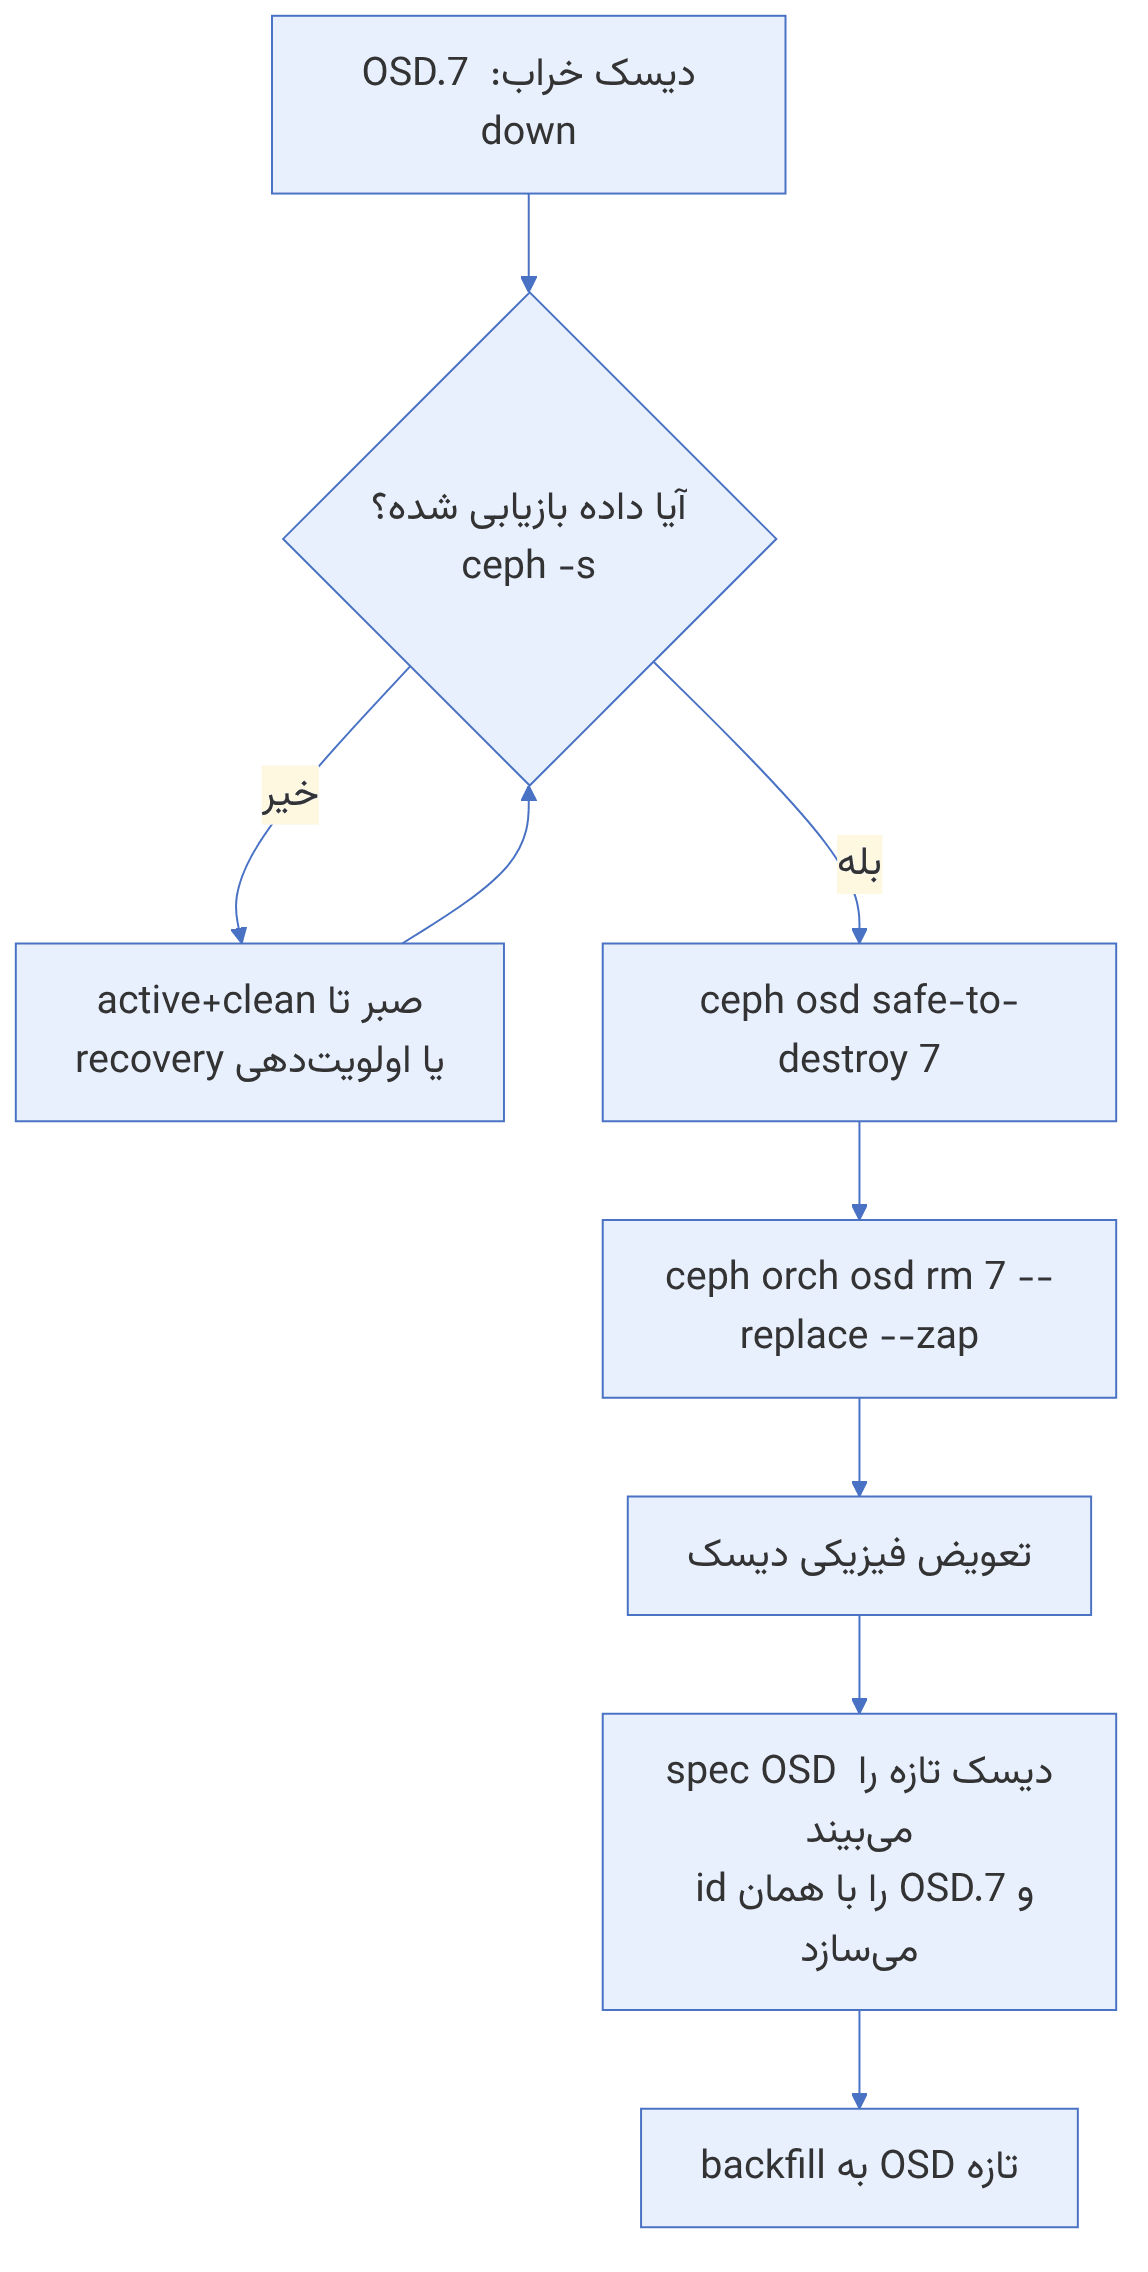 دیسک خراب: OSD.7
down
آیا داده بازیابی شده؟
ceph -s
خیر
بله
صبر تا active+clean
یا اولویت‌دهی recovery
ceph osd safe-to-
destroy 7
ceph orch osd rm 7 --
replace --zap
تعویض فیزیکی دیسک
spec OSD دیسک تازه را
می‌بیند
و OSD.7 را با همان id
می‌سازد
backfill به OSD تازه